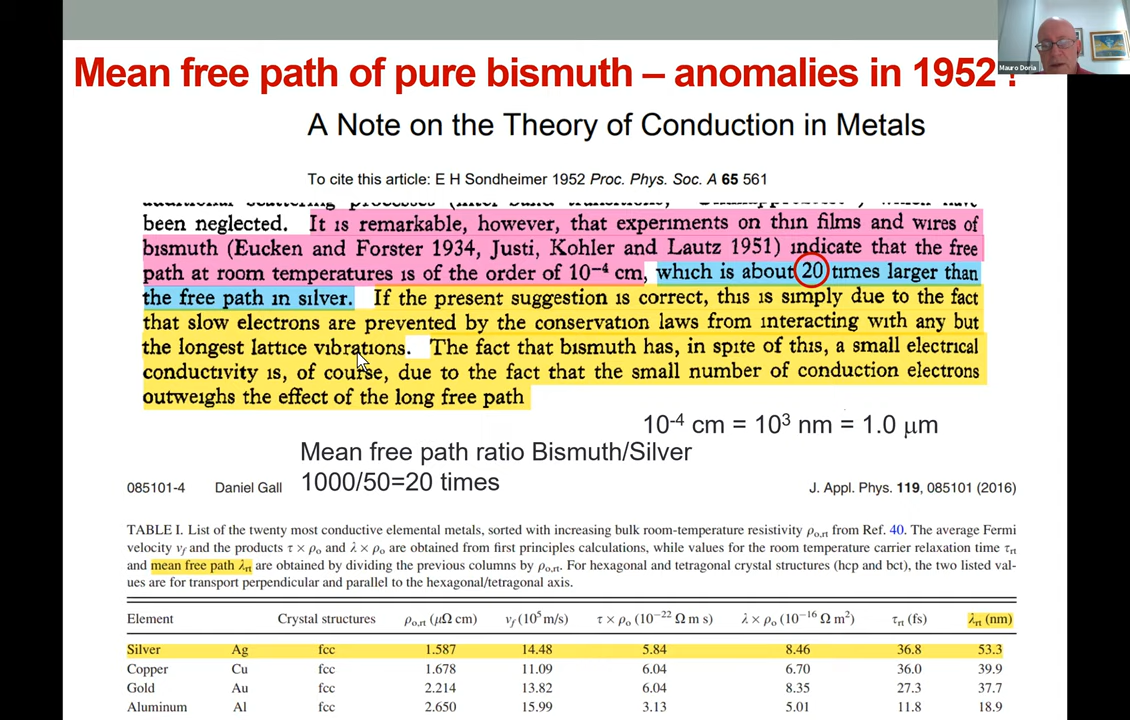 Mean free path of pure bismuth – anomalies in 1952 !
Mauro Doria
A Note on the Theory of Conduction in Metals
To cite this article: E H Sondheimer 1952 Proc. Phys. Soc. A 65 561
been neglected. It is remarkable, however, that experiments on thin films and wires of
bismuth (Eucken and Forster 1934, Justi, Kohler and Lautz 1951) indicate that the free
path at room temperatures is of the order of 10⁻⁴ cm, which is about 20 times larger than
the free path in silver. If the present suggestion is correct, this is simply due to the fact
that slow electrons are prevented by the conservation laws from interacting with any but
the longest lattice vibrations. The fact that bismuth has, in spite of this, a small electrical
conductivity is, of course, due to the fact that the small number of conduction electrons
outweighs the effect of the long free path
10⁻⁴ cm = 10³ nm = 1.0 μm
Mean free path ratio Bismuth/Silver
1000/50=20 times
085101-4 Daniel Gall J. Appl. Phys. 119, 085101 (2016)
TABLE I. List of the twenty most conductive elemental metals, sorted with increasing bulk room-temperature resistivity ρo,rt from Ref. 40. The average Fermi
velocity vf and the products τ × ρo and λ × ρo are obtained from first principles calculations, while values for the room temperature carrier relaxation time τrt
and mean free path λrt are obtained by dividing the previous columns by ρo,rt. For hexagonal and tetragonal crystal structures (hcp and bct), the two listed val-
ues are for transport perpendicular and parallel to the hexagonal/tetragonal axis.
Element Crystal structures ρo,rt (μΩ cm) vf (10⁵ m/s) τ × ρo (10⁻²² Ω m s) λ × ρo (10⁻¹⁶ Ω m²) τrt (fs) λrt (nm)
Silver Ag fcc 1.587 14.48 5.84 8.46 36.8 53.3
Copper Cu fcc 1.678 11.09 6.04 6.70 36.0 39.9
Gold Au fcc 2.214 13.82 6.04 8.35 27.3 37.7
Aluminum Al fcc 2.650 15.99 3.13 5.01 11.8 18.9